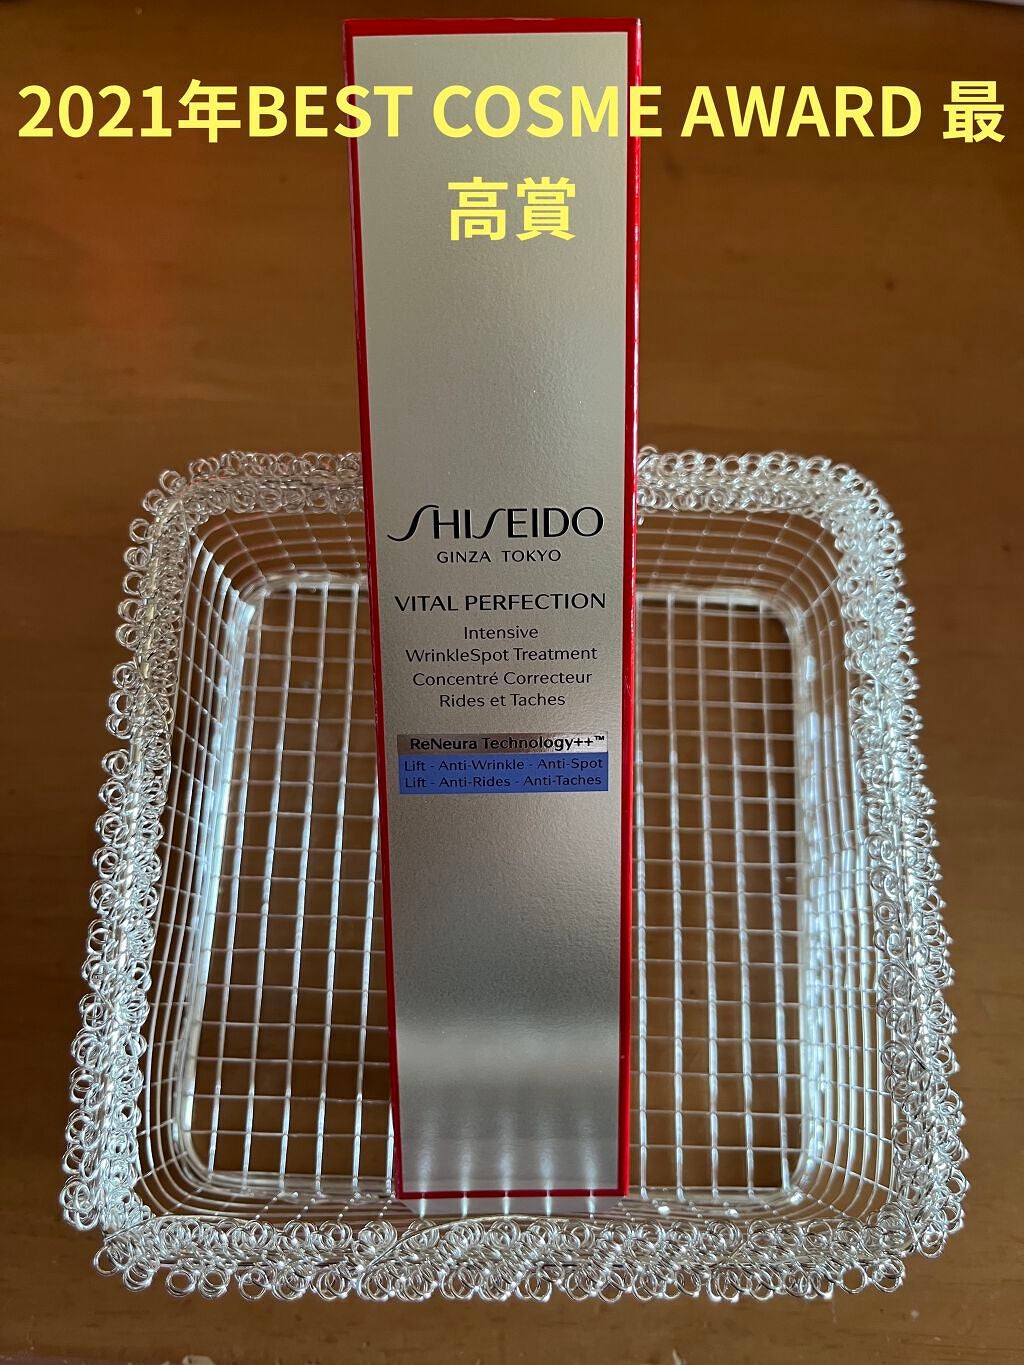 2021年BEST COSME AWARD 最
高賞
SHISEIDO
GINZA TOKYO
VITAL PERFECTION
Intensive
WrinkleSpot Treatment
Concentré Correcteur
Rides et Taches
ReNeura Technology++™
Lift - Anti-Wrinkle - Anti-Spot
Lift - Anti-Rides - Anti-Taches